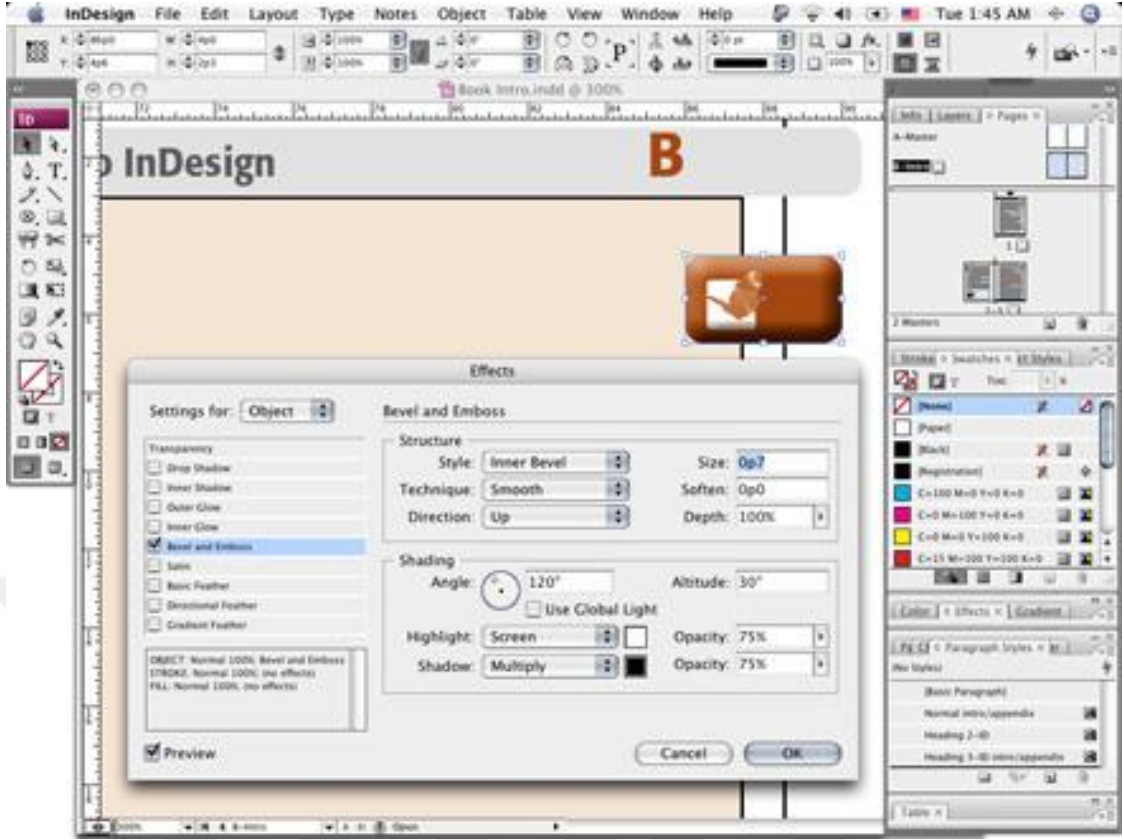 InDesign File Edit Layout Type Notes Object Table View Window Help Tue 1:45 AM
Book Intro.indd @ 300%
InDesign
B
Info Layers Pages
A-Master
2 Masters
Effects
Settings for: Object
Transparency
Drop Shadow
Inner Shadow
Outer Glow
Inner Glow
Bevel and Emboss
Satin
Basic Feather
Directional Feather
Gradient Feather
OBJECT: Normal 100%; Bevel and Emboss
STROKE: Normal 100%; (no effects)
FILL: Normal 100%; (no effects)
Preview
Bevel and Emboss
Structure
Style: Inner Bevel Size: 0p7
Technique: Smooth Soften: 0p0
Direction: Up Depth: 100%
Shading
Angle: 120° Altitude: 30°
Use Global Light
Highlight: Screen Opacity: 75%
Shadow: Multiply Opacity: 75%
Cancel OK
Stroke Swatches
Tint:
[None]
[Paper]
[Black]
[Registration]
C=100 M=0 Y=0 K=0
C=0 M=100 Y=0 K=0
C=0 M=0 Y=100 K=0
C=15 M=100 Y=100 K=0
Color Effects Gradient
Paragraph Styles
(No Styles)
[Basic Paragraph]
Normal intro/appendix
Heading 2-ID
Heading 3-ID intro/appendix
Table
Open